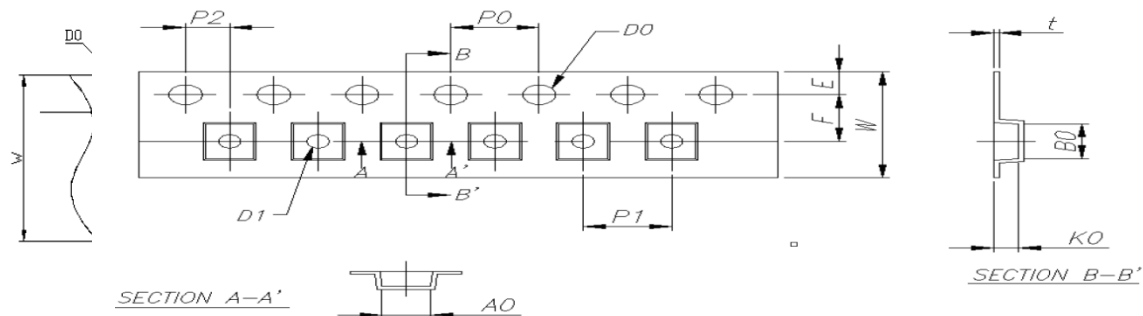 P2
P0
D0
t
D0
B
E
F
W
W
B0
A
A'
B'
D1
P1
K0
SECTION A-A'
A0
SECTION B-B'